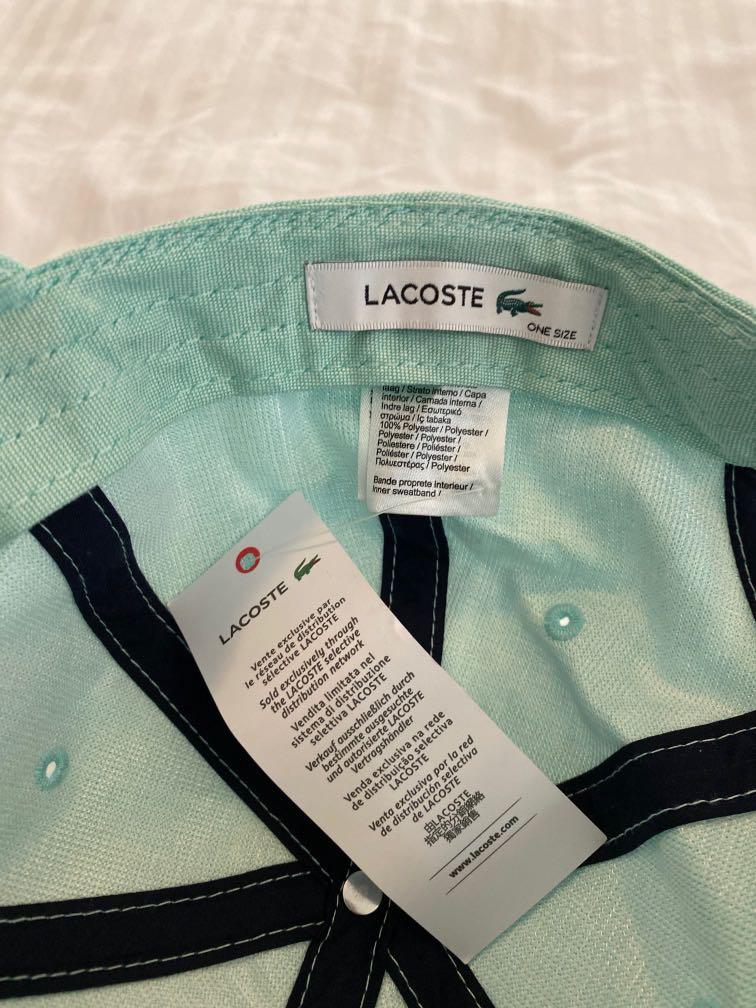 LACOSTE
ONE SIZE
laag / Strato interno / Capa
interior / Camada interna /
Indre lag / Εσωτερικό
στρώμα / İç tabaka
100% Polyester / Polyester /
Polyester / Polyester /
Poliestere / Poliéster /
Poliéster / Polyester /
Πολυεστέρας / Polyester
Bande proprete interieur /
Inner sweatband /
LACOSTE
Vente exclusive par
le réseau de distribution
sélective LACOSTE
Sold exclusively through
the LACOSTE selective
distribution network
Vendita limitata nel
sistema di distribuzione
selettiva LACOSTE
Verkauf ausschließlich durch
bestimmte ausgesuchte
und autorisierte LACOSTE
Vertragshändler
Venda exclusiva na rede
de distribuição selectiva
LACOSTE
Venta exclusiva por la red
de distribución selectiva
de LACOSTE
由LACOSTE
指定的分銷網絡
獨家銷售
www.lacoste.com